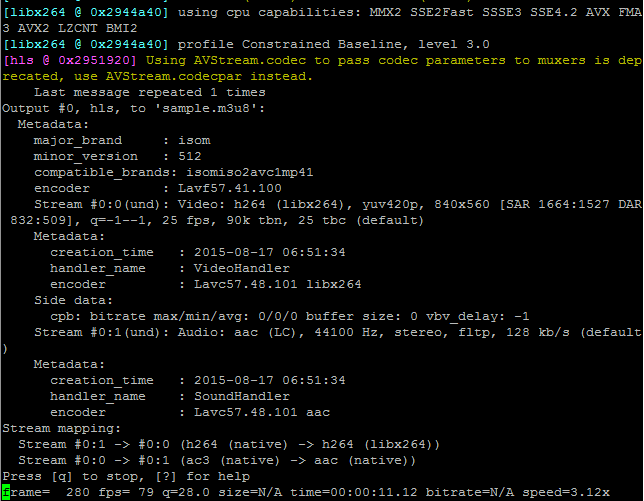 [libx264 @ 0x2944a40] using cpu capabilities: MMX2 SSE2Fast SSSE3 SSE4.2 AVX FMA
3 AVX2 LZCNT BMI2
[libx264 @ 0x2944a40] profile Constrained Baseline, level 3.0
[hls @ 0x2951920] Using AVStream.codec to pass codec parameters to muxers is dep
recated, use AVStream.codecpar instead.
    Last message repeated 1 times
Output #0, hls, to 'sample.m3u8':
  Metadata:
    major_brand     : isom
    minor_version   : 512
    compatible_brands: isomiso2avc1mp41
    encoder         : Lavf57.41.100
    Stream #0:0(und): Video: h264 (libx264), yuv420p, 840x560 [SAR 1664:1527 DAR
 832:509], q=-1--1, 25 fps, 90k tbn, 25 tbc (default)
    Metadata:
      creation_time   : 2015-08-17 06:51:34
      handler_name    : VideoHandler
      encoder         : Lavc57.48.101 libx264
    Side data:
      cpb: bitrate max/min/avg: 0/0/0 buffer size: 0 vbv_delay: -1
    Stream #0:1(und): Audio: aac (LC), 44100 Hz, stereo, fltp, 128 kb/s (default
)
    Metadata:
      creation_time   : 2015-08-17 06:51:34
      handler_name    : SoundHandler
      encoder         : Lavc57.48.101 aac
Stream mapping:
  Stream #0:1 -> #0:0 (h264 (native) -> h264 (libx264))
  Stream #0:0 -> #0:1 (ac3 (native) -> aac (native))
Press [q] to stop, [?] for help
frame=  280 fps= 79 q=28.0 size=N/A time=00:00:11.12 bitrate=N/A speed=3.12x